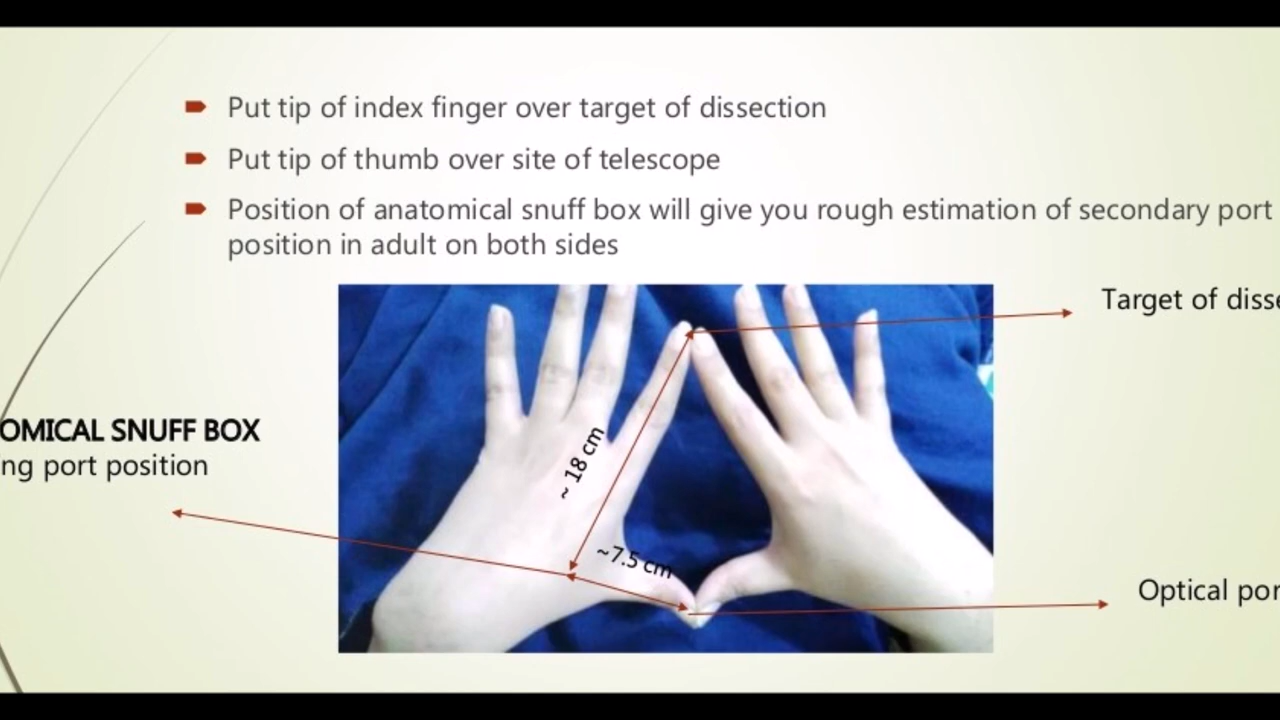 Put tip of index finger over target of dissection
Put tip of thumb over site of telescope
Position of anatomical snuff box will give you rough estimation of secondary port
position in adult on both sides
Target of disse
OMICAL SNUFF BOX
ng port position
~ 18 cm
~7.5 cm
Optical por